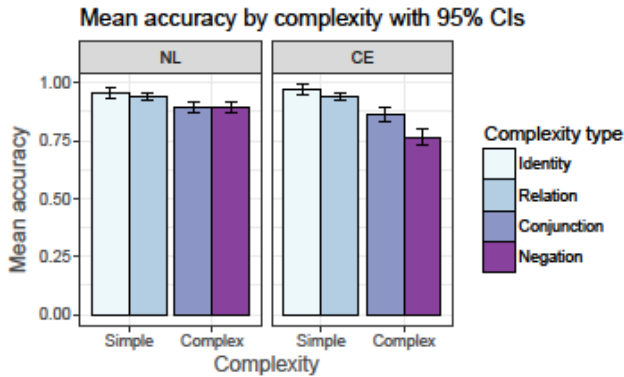 Mean accuracy by complexity with 95% CIs
NL
CE
1.00
0.75
0.50
0.25
0.00
Mean accuracy
Simple
Complex
Simple
Complex
Complexity
Complexity type
Identity
Relation
Conjunction
Negation